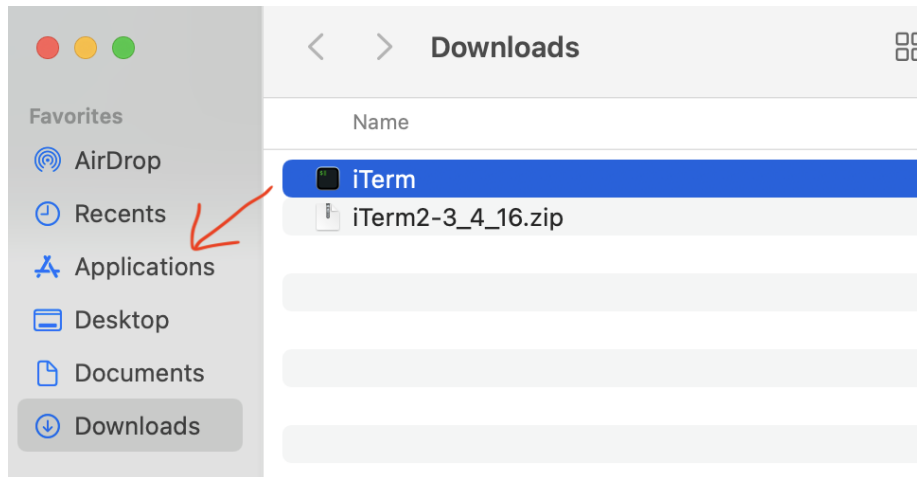 Downloads
Favorites
AirDrop
Recents
Applications
Desktop
Documents
Downloads
Name
iTerm
iTerm2-3_4_16.zip